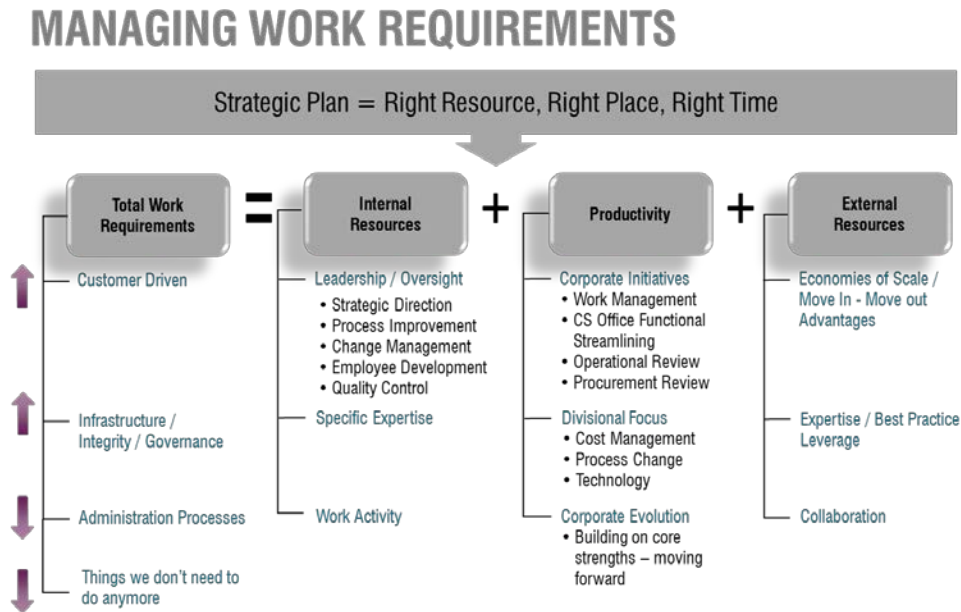 MANAGING WORK REQUIREMENTS
Strategic Plan = Right Resource, Right Place, Right Time
Total Work
Requirements
=
Internal
Resources
+
Productivity
+
External
Resources
Customer Driven
Infrastructure /
Integrity / Governance
Administration Processes
Things we don't need to
do anymore
Leadership / Oversight
• Strategic Direction
• Process Improvement
• Change Management
• Employee Development
• Quality Control
Specific Expertise
Work Activity
Corporate Initiatives
• Work Management
• CS Office Functional
Streamlining
• Operational Review
• Procurement Review
Divisional Focus
• Cost Management
• Process Change
• Technology
Corporate Evolution
• Building on core
strengths – moving
forward
Economies of Scale /
Move In - Move out
Advantages
Expertise / Best Practice
Leverage
Collaboration